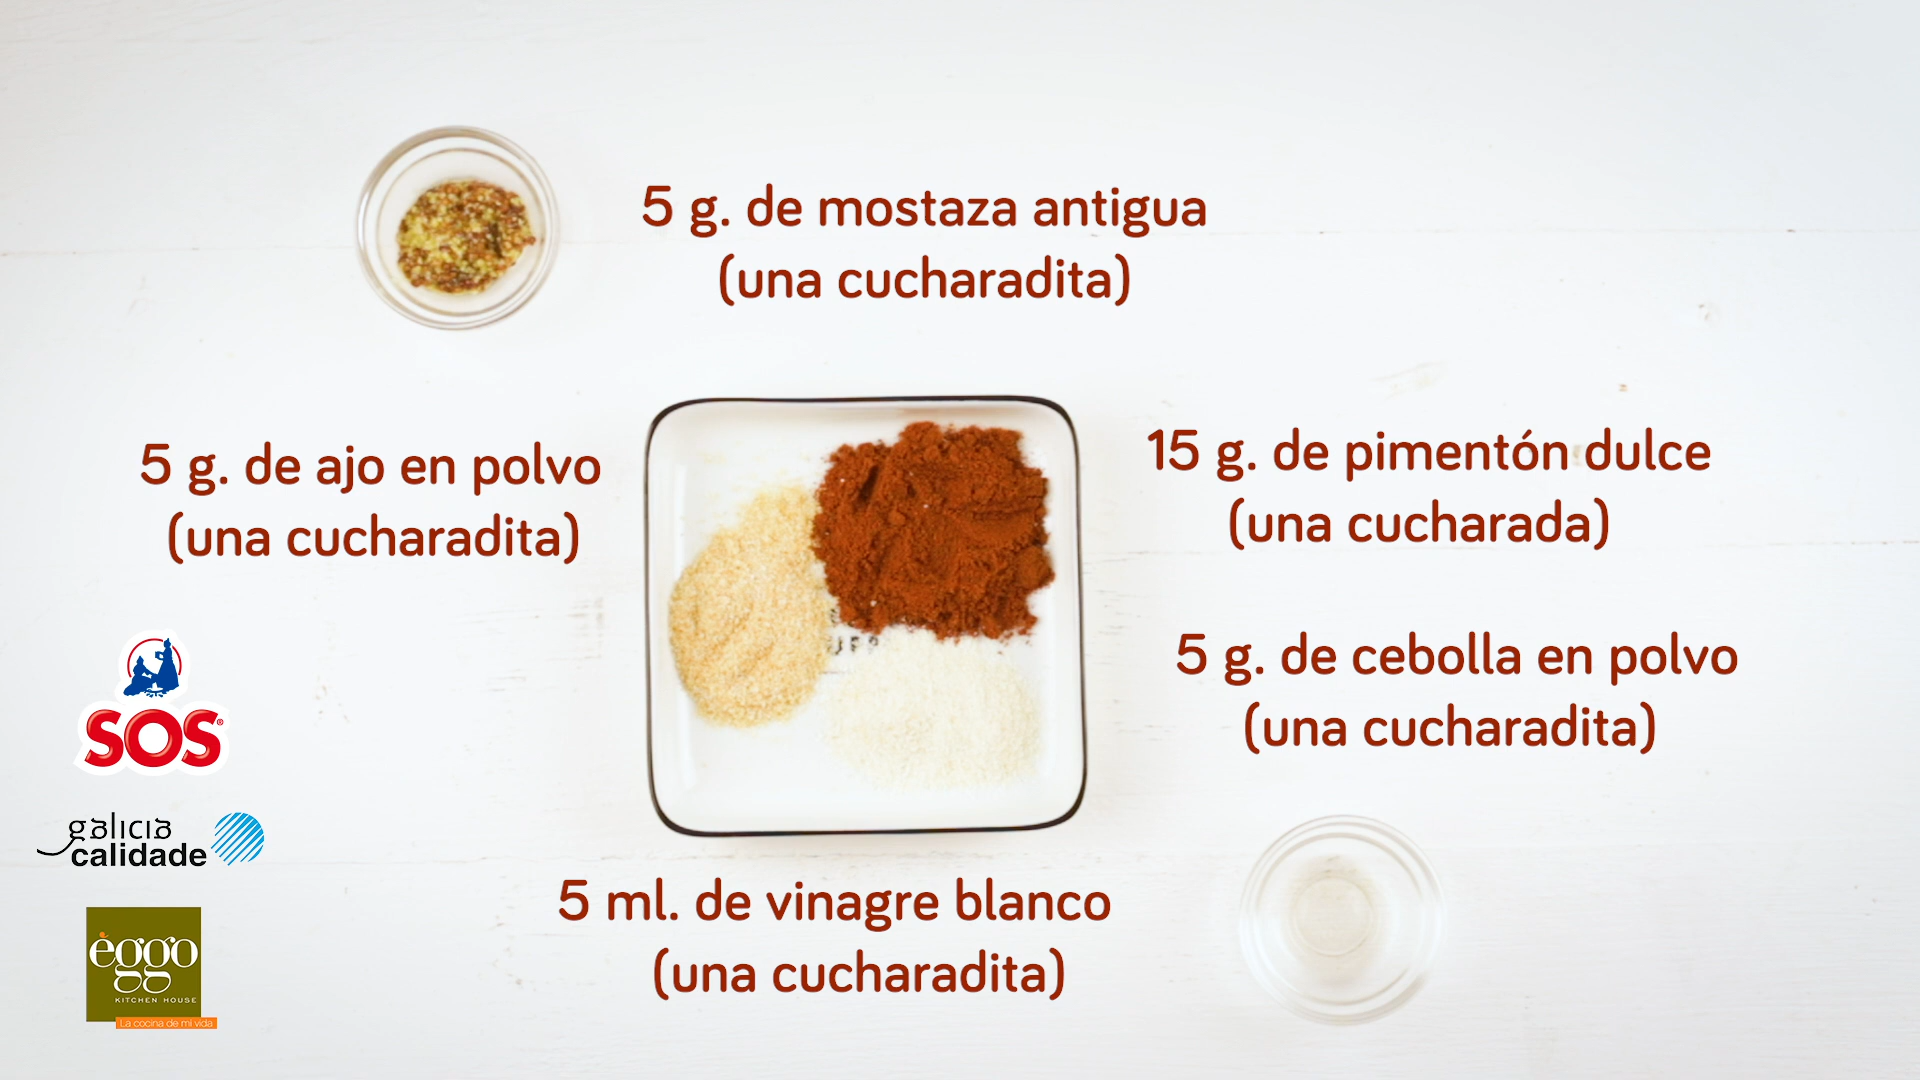 5 g. de mostaza antigua
(una cucharadita)
5 g. de ajo en polvo
(una cucharadita)
15 g. de pimentón dulce
(una cucharada)
5 g. de cebolla en polvo
(una cucharadita)
SOS®
galicia
calidade
èggo
KITCHEN HOUSE
La cocina de mi vida
5 ml. de vinagre blanco
(una cucharadita)